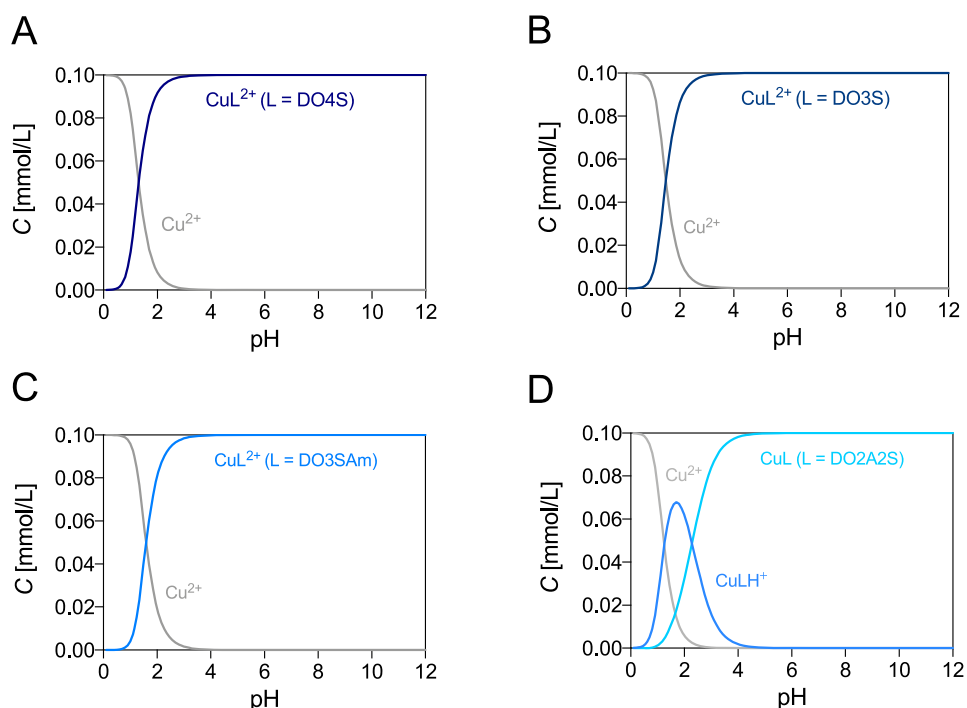 A
C [mmol/L]
0.10
0.08
0.06
0.04
0.02
0.00
CuL²⁺ (L = DO4S)
Cu²⁺
0 2 4 6 8 10 12
pH
B
C [mmol/L]
0.10
0.08
0.06
0.04
0.02
0.00
CuL²⁺ (L = DO3S)
Cu²⁺
0 2 4 6 8 10 12
pH
C
C [mmol/L]
0.10
0.08
0.06
0.04
0.02
0.00
CuL²⁺ (L = DO3SAm)
Cu²⁺
0 2 4 6 8 10 12
pH
D
C [mmol/L]
0.10
0.08
0.06
0.04
0.02
0.00
CuL (L = DO2A2S)
Cu²⁺
CuLH⁺
0 2 4 6 8 10 12
pH